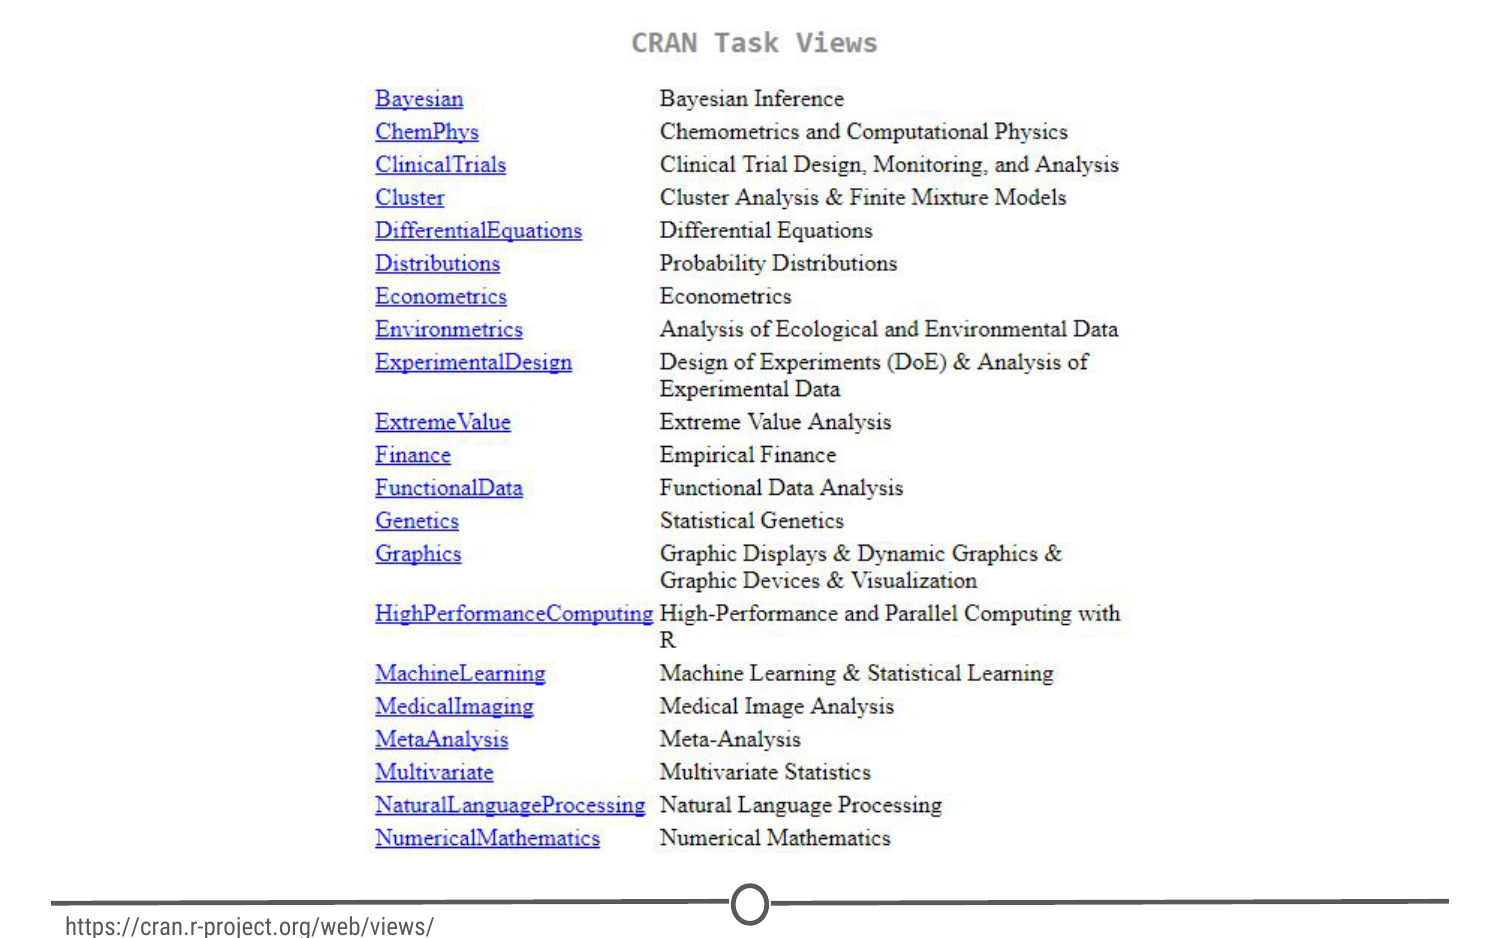 CRAN Task Views
Bayesian Bayesian Inference
ChemPhys Chemometrics and Computational Physics
ClinicalTrials Clinical Trial Design, Monitoring, and Analysis
Cluster Cluster Analysis & Finite Mixture Models
DifferentialEquations Differential Equations
Distributions Probability Distributions
Econometrics Econometrics
Environmetrics Analysis of Ecological and Environmental Data
ExperimentalDesign Design of Experiments (DoE) & Analysis of
Experimental Data
ExtremeValue Extreme Value Analysis
Finance Empirical Finance
FunctionalData Functional Data Analysis
Genetics Statistical Genetics
Graphics Graphic Displays & Dynamic Graphics &
Graphic Devices & Visualization
HighPerformanceComputing High-Performance and Parallel Computing with
R
MachineLearning Machine Learning & Statistical Learning
MedicalImaging Medical Image Analysis
MetaAnalysis Meta-Analysis
Multivariate Multivariate Statistics
NaturalLanguageProcessing Natural Language Processing
NumericalMathematics Numerical Mathematics
https://cran.r-project.org/web/views/